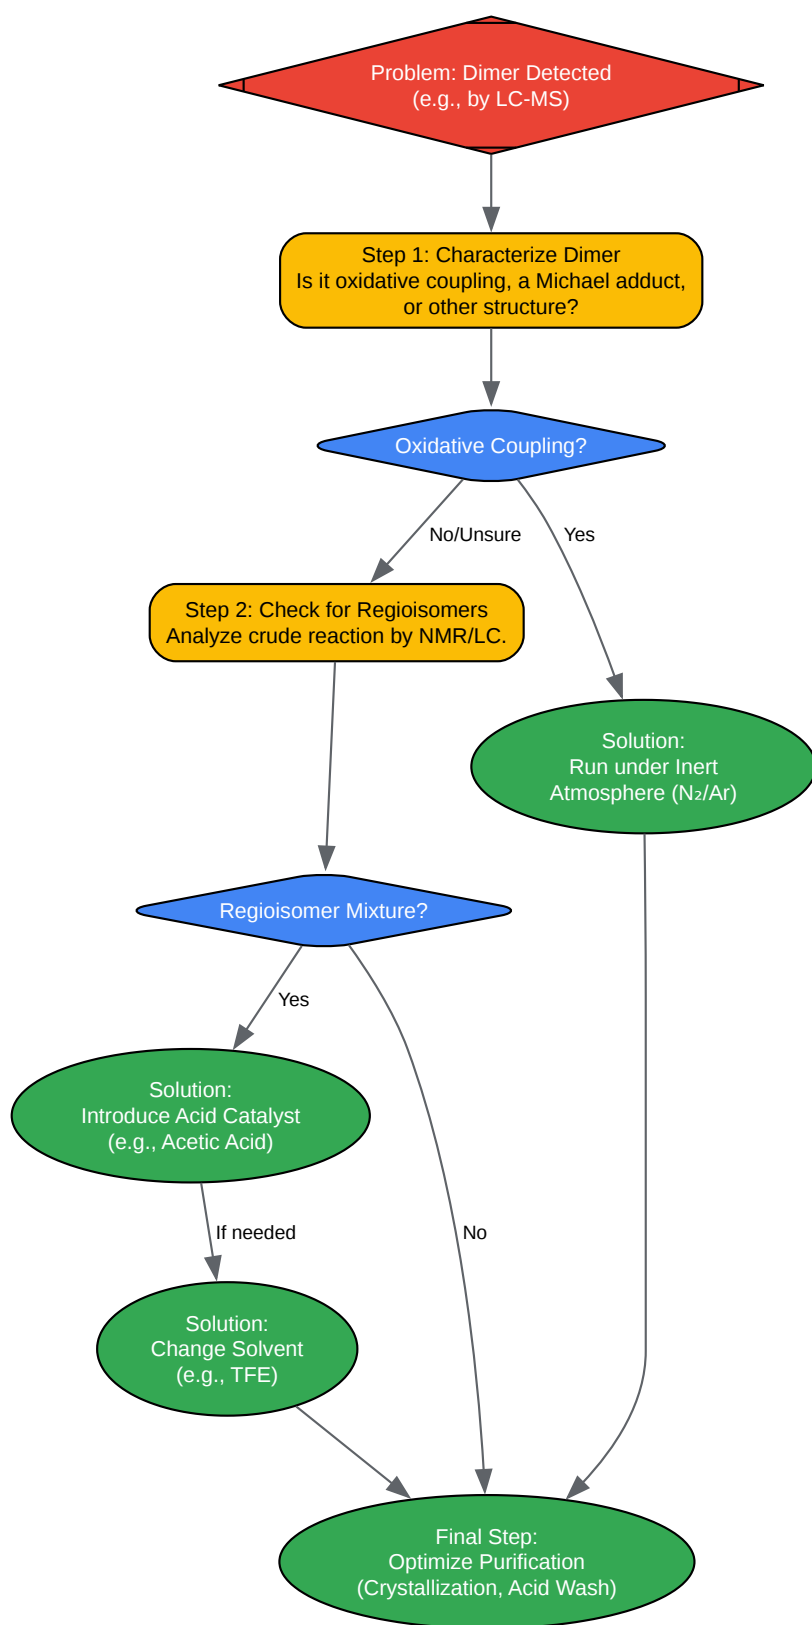 Problem: Dimer Detected
(e.g., by LC-MS)
Step 1: Characterize Dimer
Is it oxidative coupling, a Michael adduct,
or other structure?
Oxidative Coupling?
No/Unsure
Yes
Step 2: Check for Regioisomers
Analyze crude reaction by NMR/LC.
Solution:
Run under Inert
Atmosphere (N₂/Ar)
Regioisomer Mixture?
Yes
Solution:
Introduce Acid Catalyst
(e.g., Acetic Acid)
If needed
No
Solution:
Change Solvent
(e.g., TFE)
Final Step:
Optimize Purification
(Crystallization, Acid Wash)